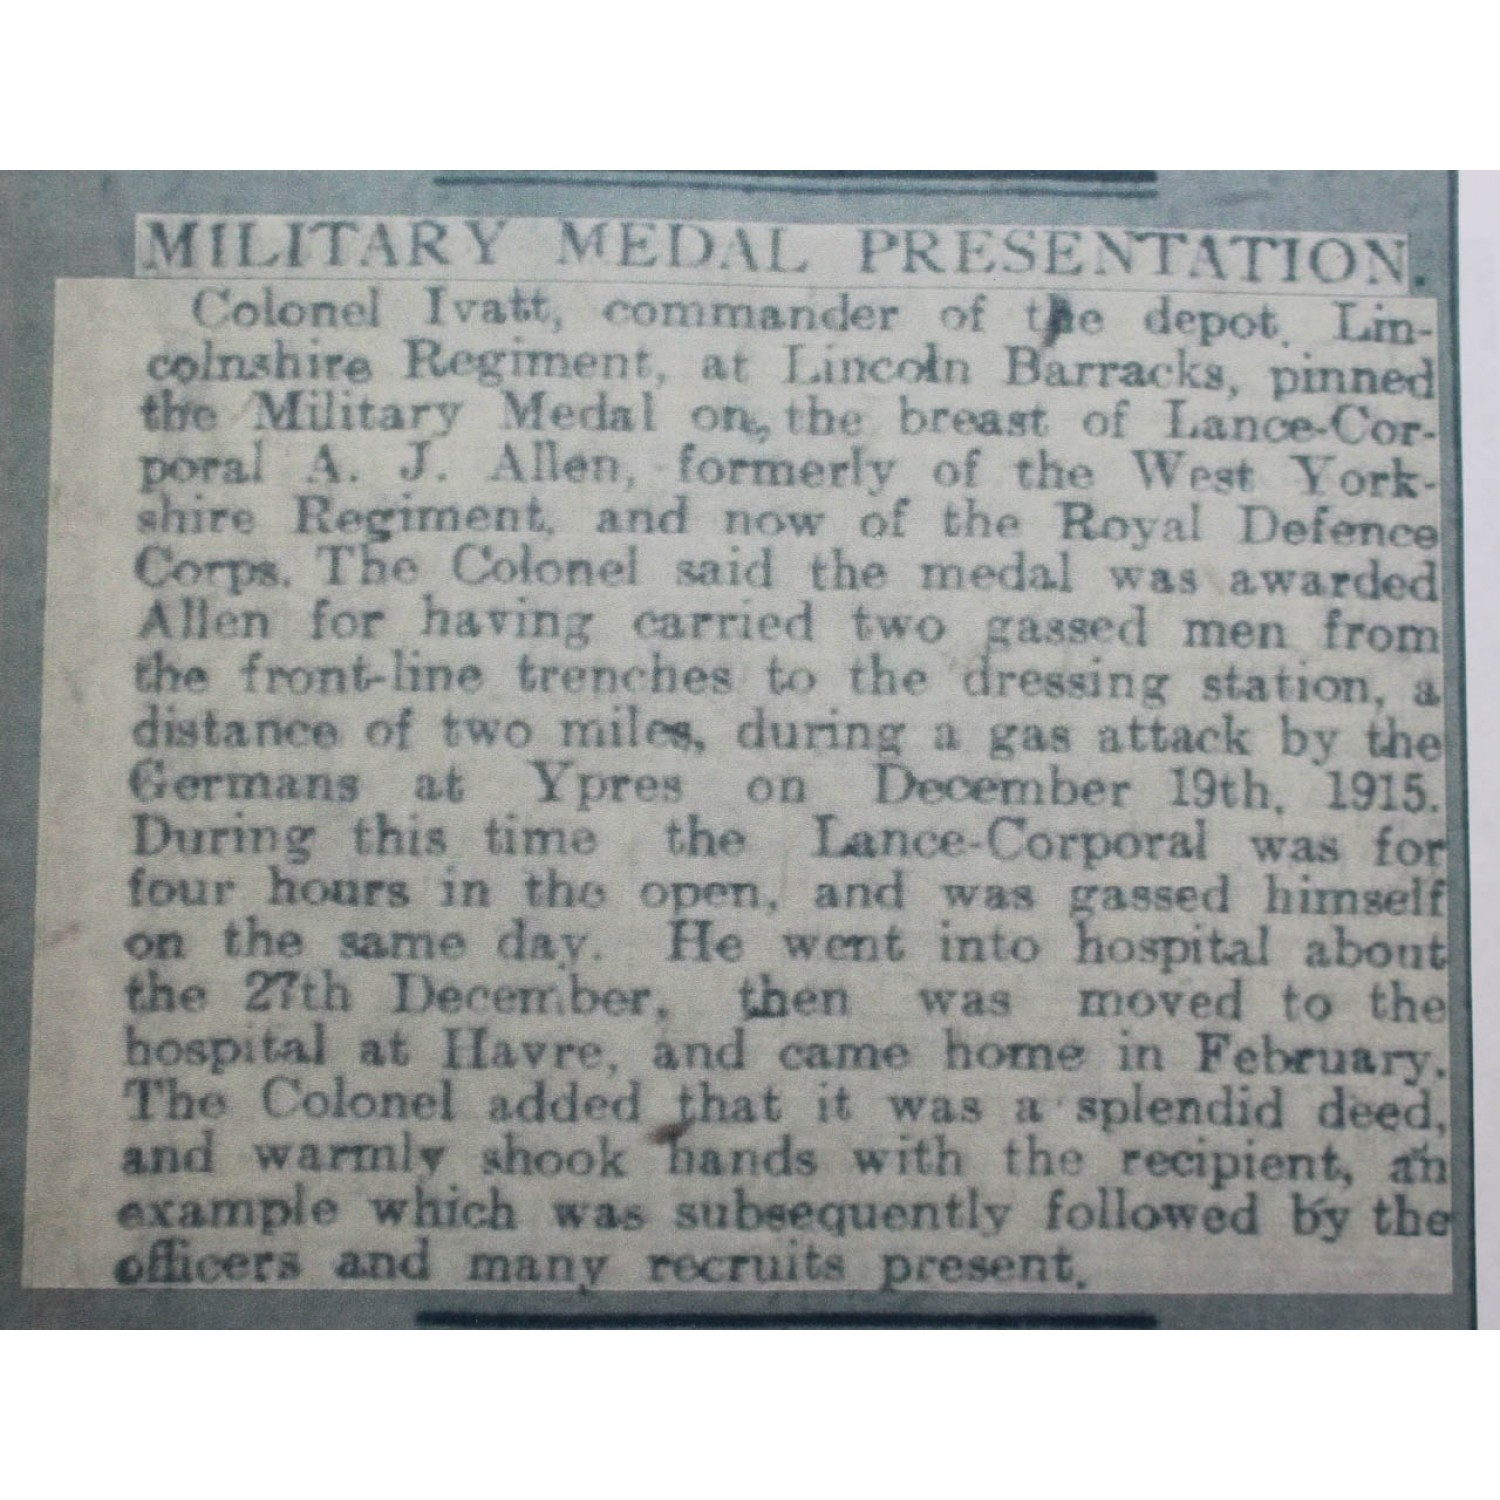 MILITARY MEDAL PRESENTATION.
Colonel Ivatt, commander of the depot, Lin-
colnshire Regiment, at Lincoln Barracks, pinned
the Military Medal on, the breast of Lance-Cor-
poral A. J. Allen, formerly of the West York-
shire Regiment, and now of the Royal Defence
Corps. The Colonel said the medal was awarded
Allen for having carried two gassed men from
the front-line trenches to the dressing station, a
distance of two miles, during a gas attack by the
Germans at Ypres on December 19th, 1915.
During this time the Lance-Corporal was for
four hours in the open, and was gassed himself
on the same day. He went into hospital about
the 27th December, then was moved to the
hospital at Havre, and came home in February.
The Colonel added that it was a splendid deed,
and warmly shook hands with the recipient, an
example which was subsequently followed by the
officers and many recruits present.